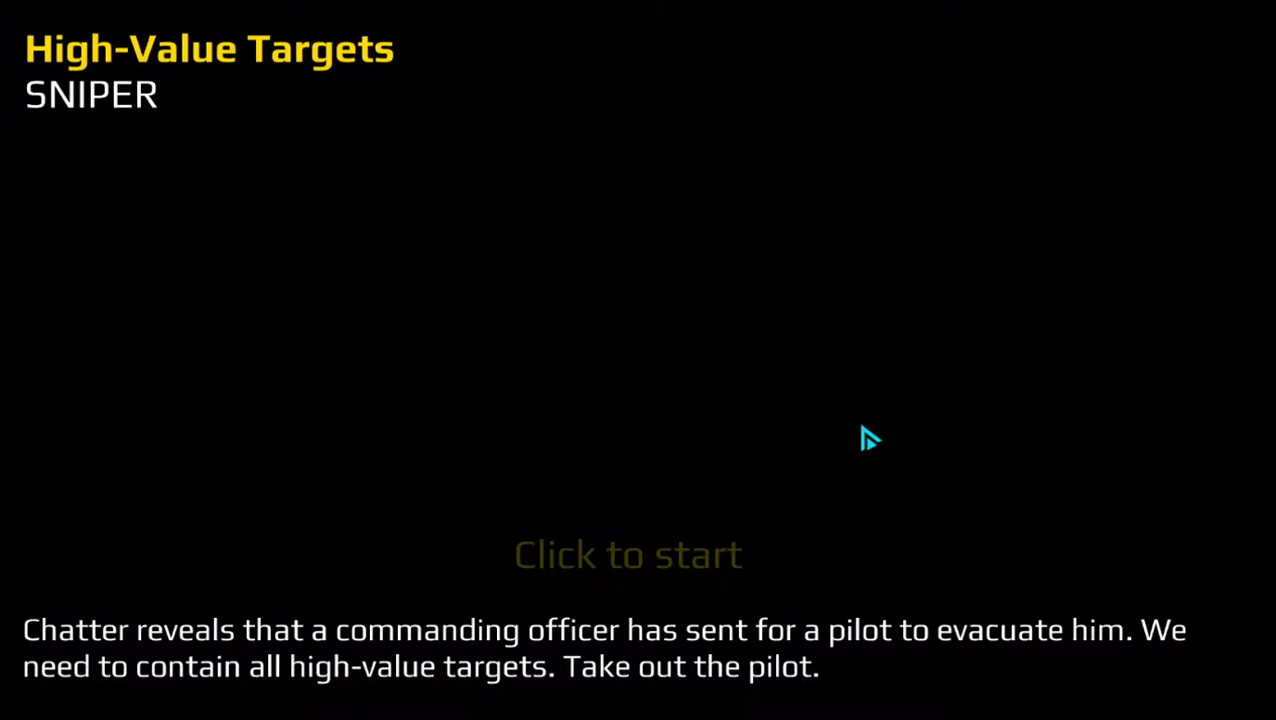 High-Value Targets
SNIPER
Click to start
Chatter reveals that a commanding officer has sent for a pilot to evacuate him. We
need to contain all high-value targets. Take out the pilot.